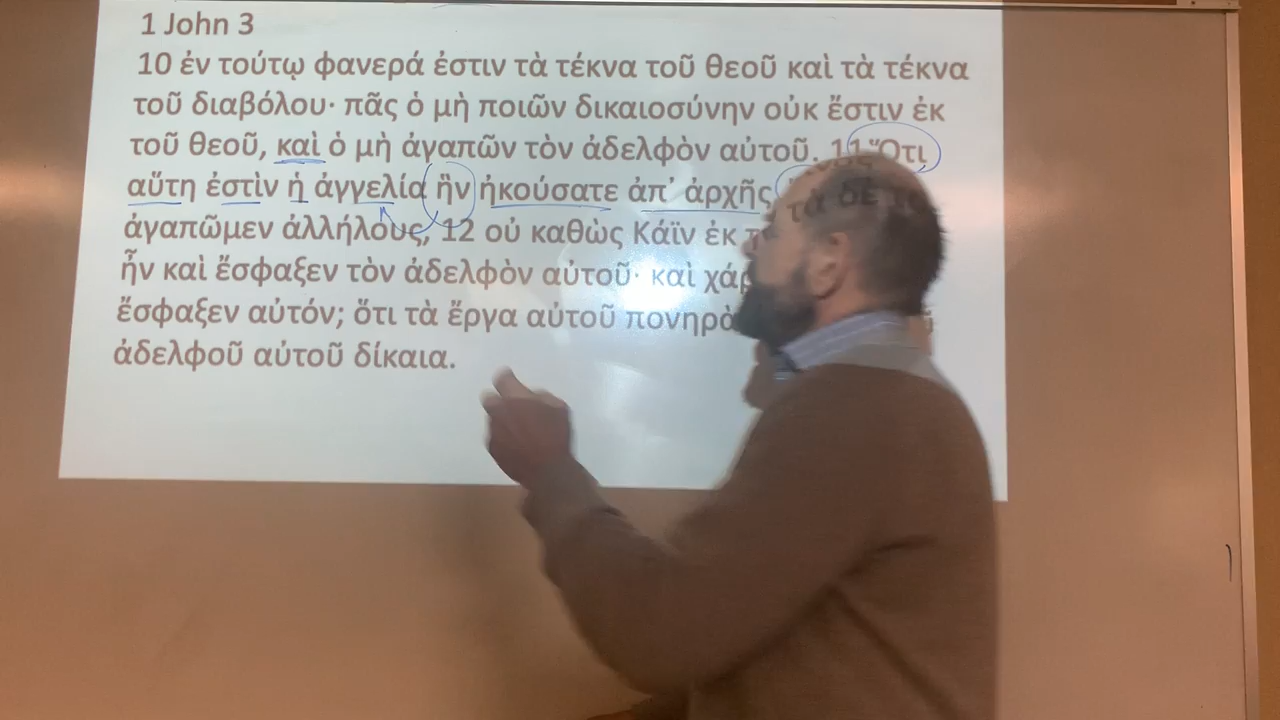 1 John 3
10 ἐν τούτῳ φανερά ἐστιν τὰ τέκνα τοῦ θεοῦ καὶ τὰ τέκνα
τοῦ διαβόλου· πᾶς ὁ μὴ ποιῶν δικαιοσύνην οὐκ ἔστιν ἐκ
τοῦ θεοῦ, καὶ ὁ μὴ ἀγαπῶν τὸν ἀδελφὸν αὐτοῦ. 11 Ὅτι
αὕτη ἐστὶν ἡ ἀγγελία ἣν ἠκούσατε ἀπ᾽ ἀρχῆς
ἀγαπῶμεν ἀλλήλους, 12 οὐ καθὼς Κάϊν ἐκ
ἦν καὶ ἔσφαξεν τὸν ἀδελφὸν αὐτοῦ· καὶ
ἔσφαξεν αὐτόν; ὅτι τὰ ἔργα αὐτοῦ πονηρὰ τὰ δὲ
ἀδελφοῦ αὐτοῦ δίκαια.